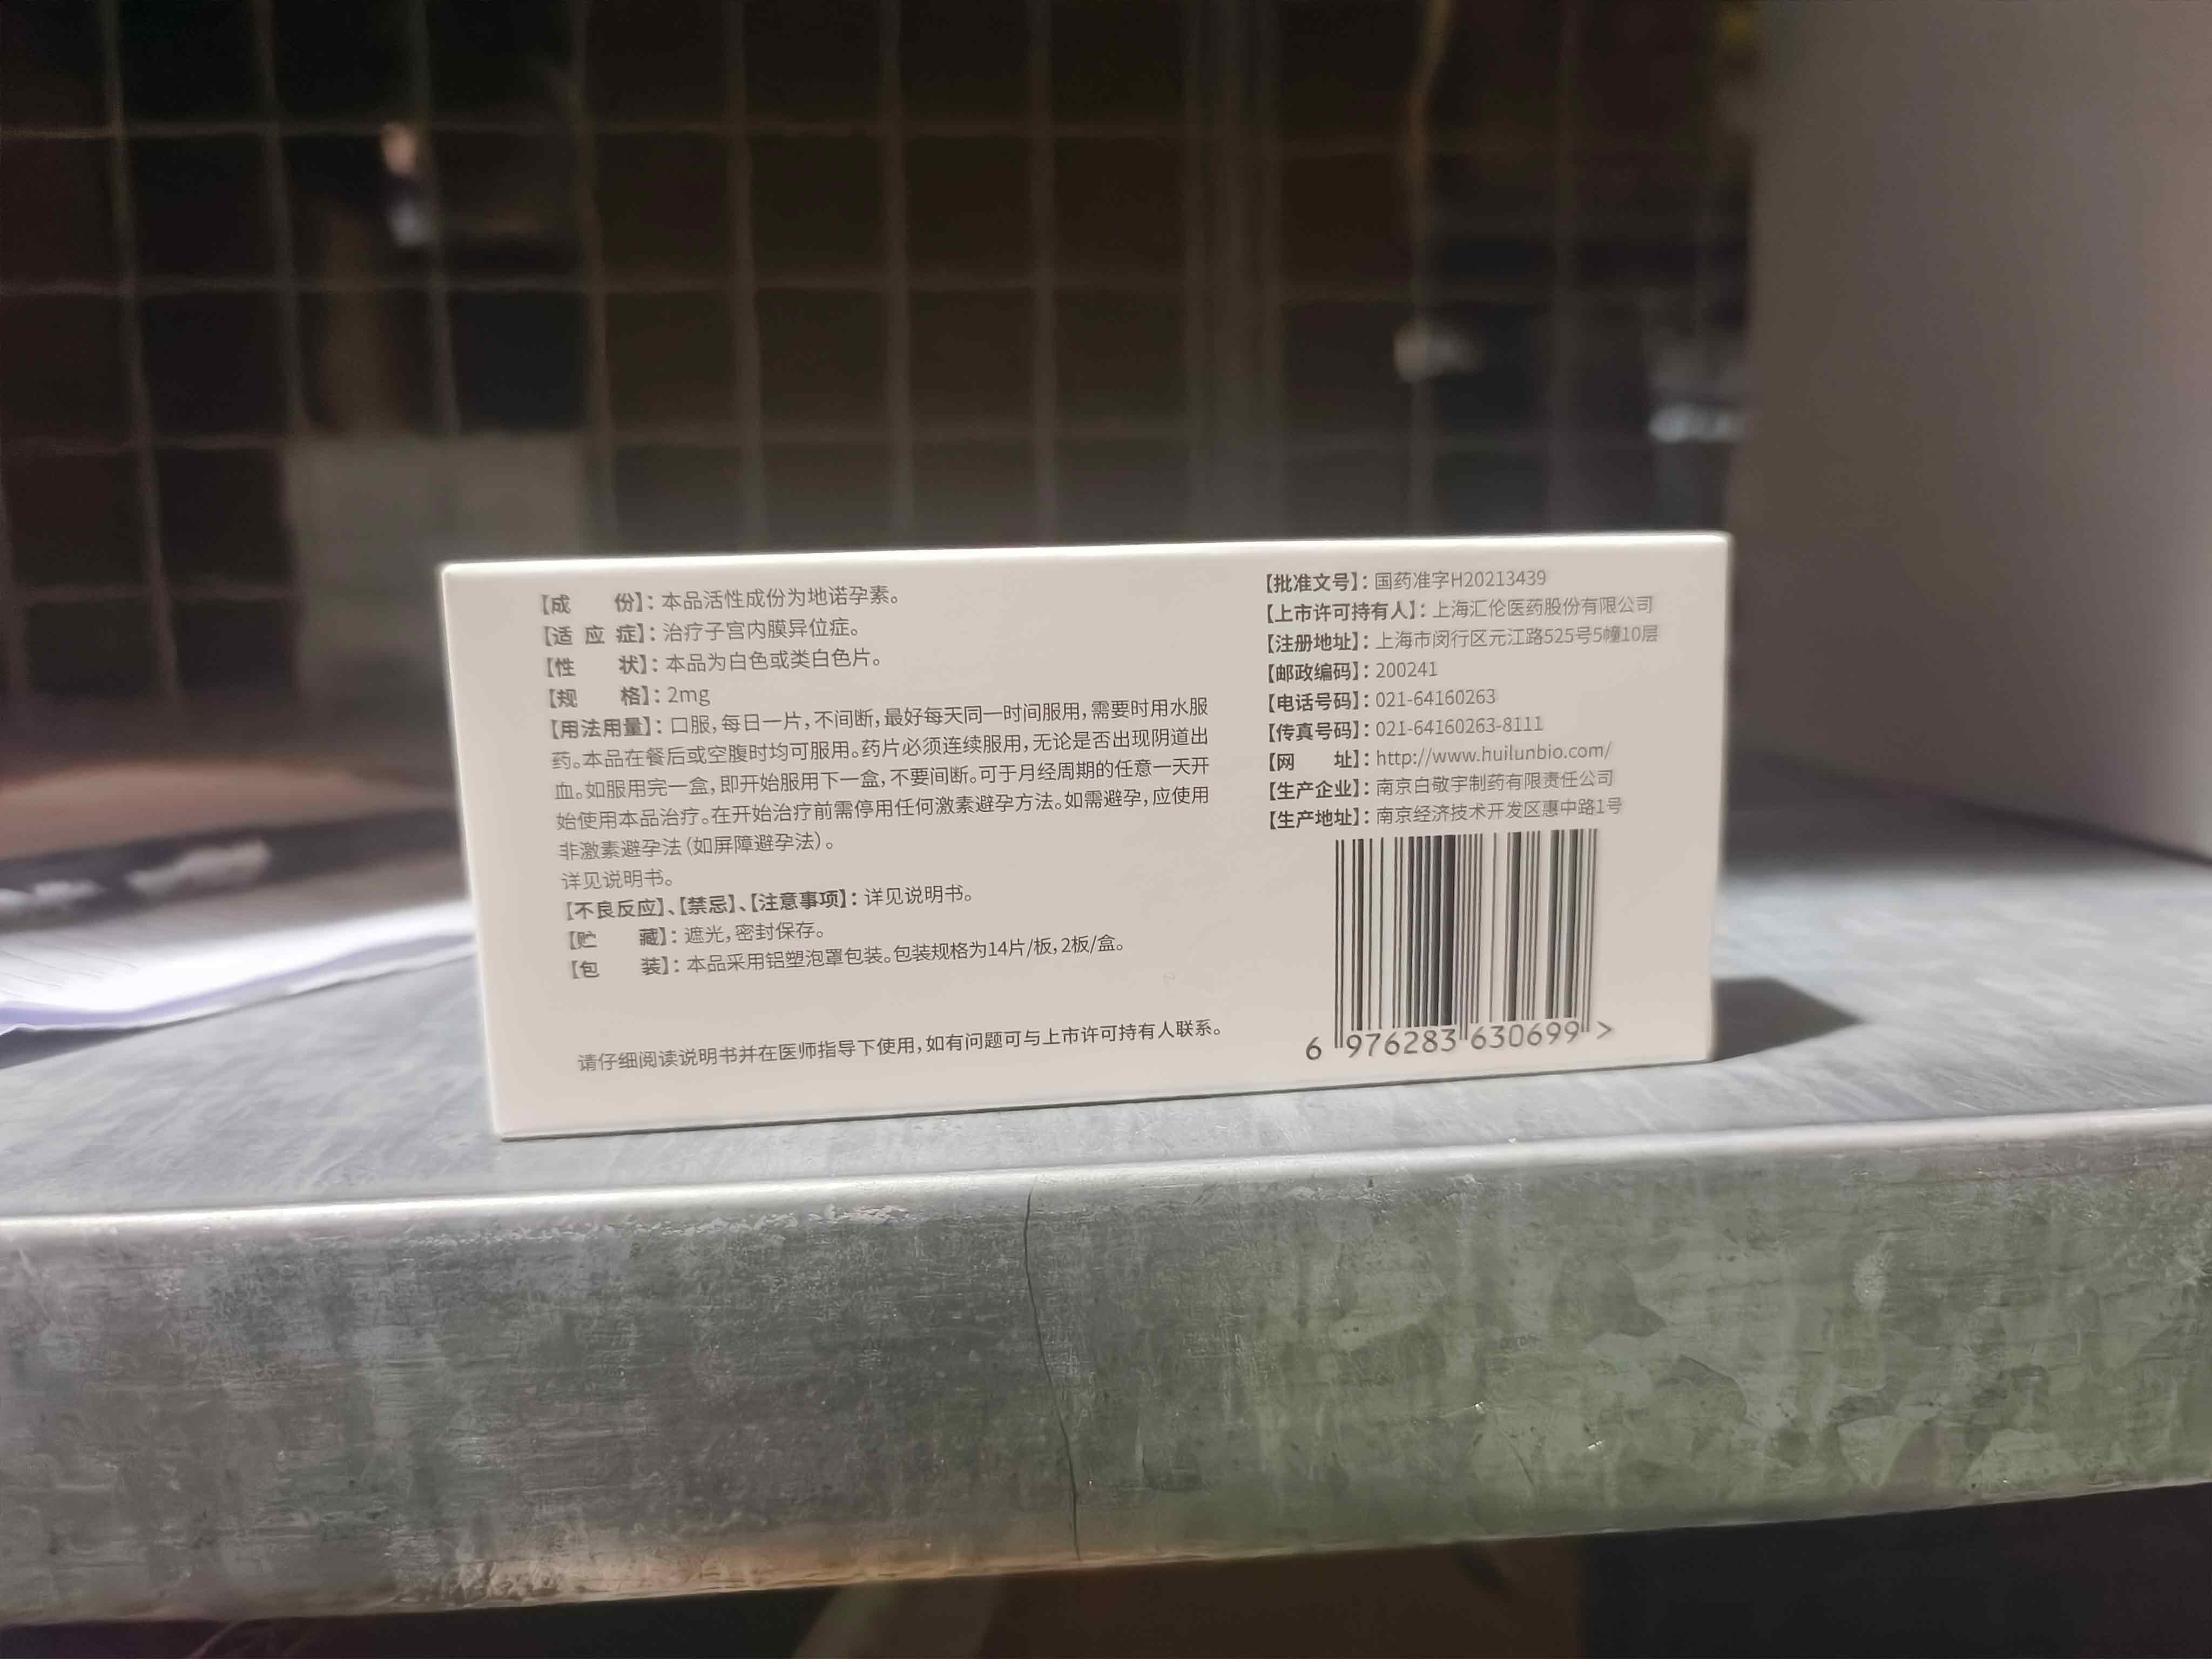 【成 份】：本品活性成份为地诺孕素。
【适 应 症】：治疗子宫内膜异位症。
【性 状】：本品为白色或类白色片。
【规 格】：2mg
【用法用量】：口服，每日一片，不间断，最好每天同一时间服用，需要时用水服
药。本品在餐后或空腹时均可服用。药片必须连续服用，无论是否出现阴道出
血。如服用完一盒，即开始服用下一盒，不要间断。可于月经周期的任意一天开
始使用本品治疗。在开始治疗前需停用任何激素避孕方法。如需避孕，应使用
非激素避孕法（如屏障避孕法）。
详见说明书。
【不良反应】、【禁忌】、【注意事项】：详见说明书。
【贮 藏】：遮光，密封保存。
【包 装】：本品采用铝塑泡罩包装。包装规格为14片/板，2板/盒。
请仔细阅读说明书并在医师指导下使用，如有问题可与上市许可持有人联系。
【批准文号】：国药准字H20213439
【上市许可持有人】：上海汇伦医药股份有限公司
【注册地址】：上海市闵行区元江路525号5幢10层
【邮政编码】：200241
【电话号码】：021-64160263
【传真号码】：021-64160263-8111
【网 址】：http://www.huilunbio.com/
【生产企业】：南京白敬宇制药有限责任公司
【生产地址】：南京经济技术开发区惠中路1号
6 976283 630699 >